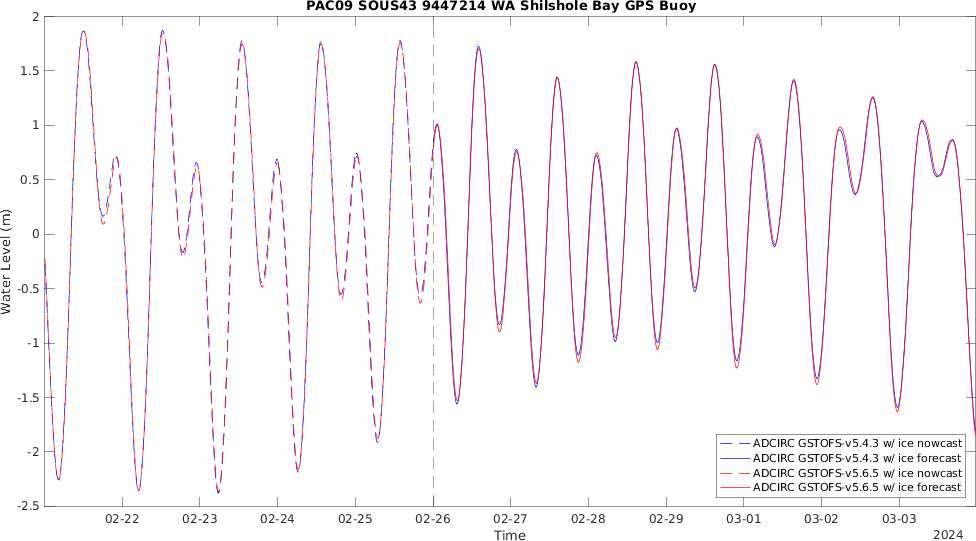 PAC09 SOUS43 9447214 WA Shilshole Bay GPS Buoy
2
1.5
1
0.5
0
-0.5
-1
-1.5
-2
-2.5
Water Level (m)
ADCIRC GSTOFS-v5.4.3 w/ ice nowcast
ADCIRC GSTOFS-v5.4.3 w/ ice forecast
ADCIRC GSTOFS-v5.6.5 w/ ice nowcast
ADCIRC GSTOFS-v5.6.5 w/ ice forecast
02-22 02-23 02-24 02-25 02-26 02-27 02-28 02-29 03-01 03-02 03-03
Time
2024